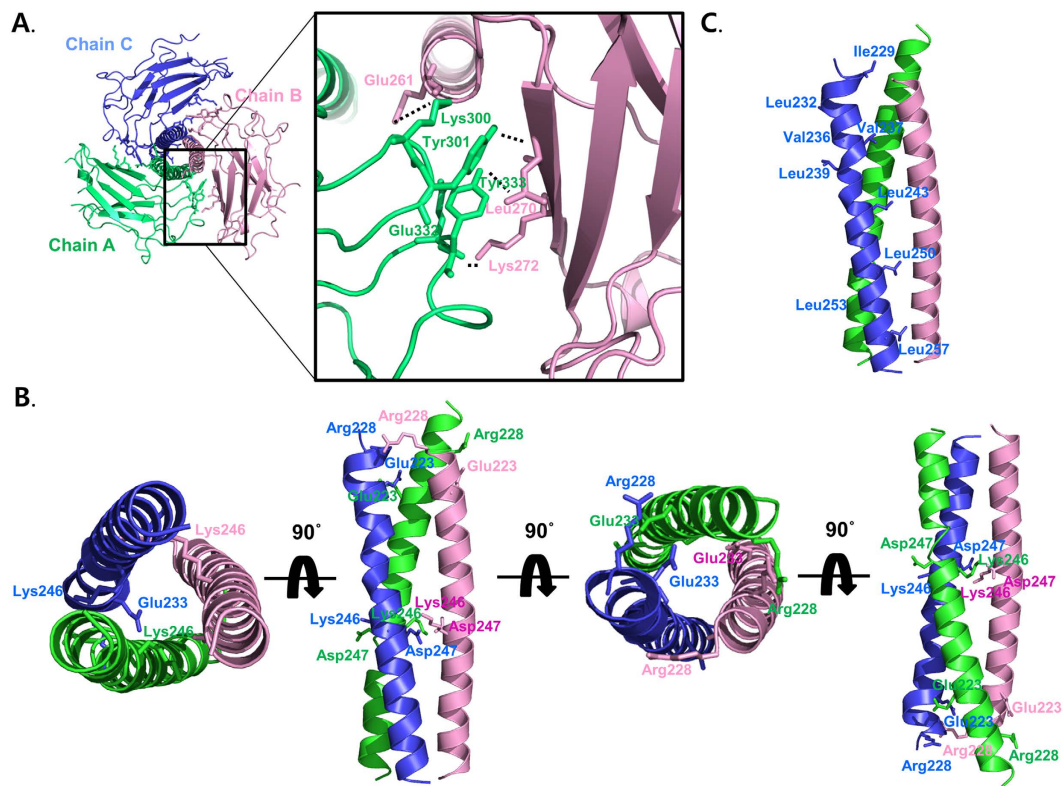 A.
Chain C
Chain B
Chain A
Glu261
Lys300
Tyr301
Tyr333
Leu270
Glu332
Lys272
C.
Ile229
Leu232
Val236
Val237
Leu239
Leu243
Leu250
Leu253
Leu257
B.
Lys246
Lys246
Glu233
Lys246
90°
Arg228
Arg228
Arg228
Glu223
Glu223
Glu223
Lys246
Lys246
Lys246
Asp247
Asp247
Asp247
90°
Arg228
Glu233
Glu233
Glu233
Arg228
Arg228
90°
Asp247
Asp247
Lys246
Lys246
Lys246
Asp247
Glu223
Glu223
Glu223
Arg228
Arg228
Arg228